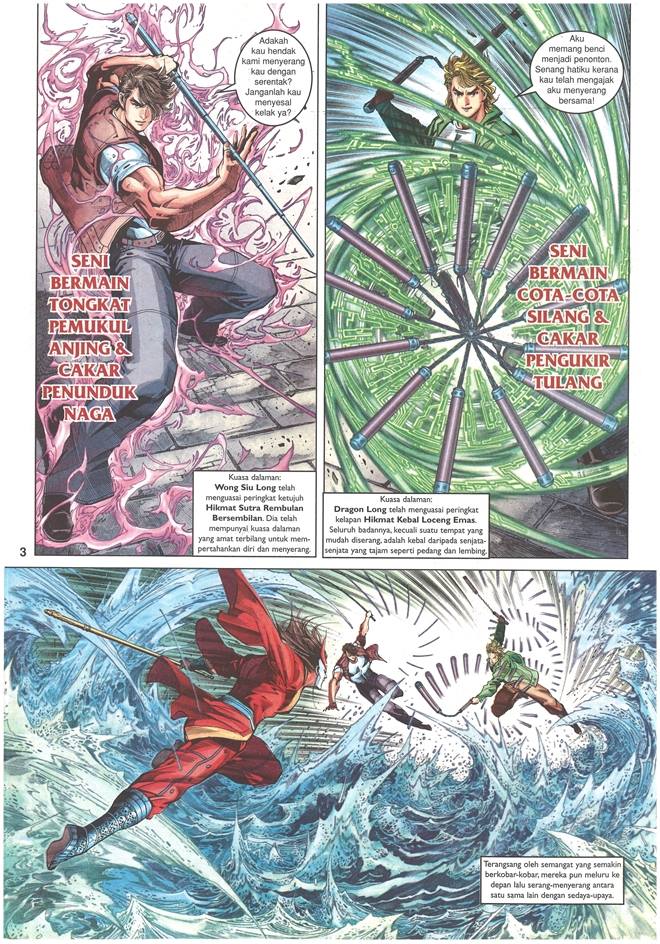 Adakah
kau hendak
kami menyerang
kau dengan
serentak?
Janganlah kau
menyesal
kelak ya?
SENI
BERMAIN
TONGKAT
PEMUKUL
ANJING &
CAKAR
PENUNDUK
NAGA
Kuasa dalaman:
Wong Siu Long telah
menguasai peringkat ketujuh
Hikmat Sutra Rembulan
Bersembilan. Dia telah
mempunyai kuasa dalaman
yang amat terbilang untuk mem-
pertahankan diri dan menyerang.
Aku
memang benci
menjadi penonton.
Senang hatiku kerana
kau telah mengajak
aku menyerang
bersama!
SENI
BERMAIN
COTA-COTA
SILANG &
CAKAR
PENGUKIR
TULANG
Kuasa dalaman:
Dragon Long telah menguasai peringkat
kelapan Hikmat Kebal Loceng Emas.
Seluruh badannya, kecuali suatu tempat yang
mudah diserang, adalah kebal daripada senjata-
senjata yang tajam seperti pedang dan lembing.
3
Terangsang oleh semangat yang semakin
berkobar-kobar, mereka pun meluru ke
depan lalu serang-menyerang antara
satu sama lain dengan sedaya-upaya.